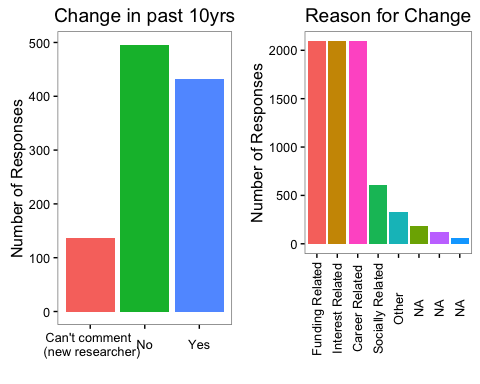 Change in past 10yrs
Number of Responses
500
400
300
200
100
0
Can't comment
(new researcher)
No
Yes
Reason for Change
Number of Responses
2000
1500
1000
500
0
Funding Related
Interest Related
Career Related
Socially Related
Other
NA
NA
NA